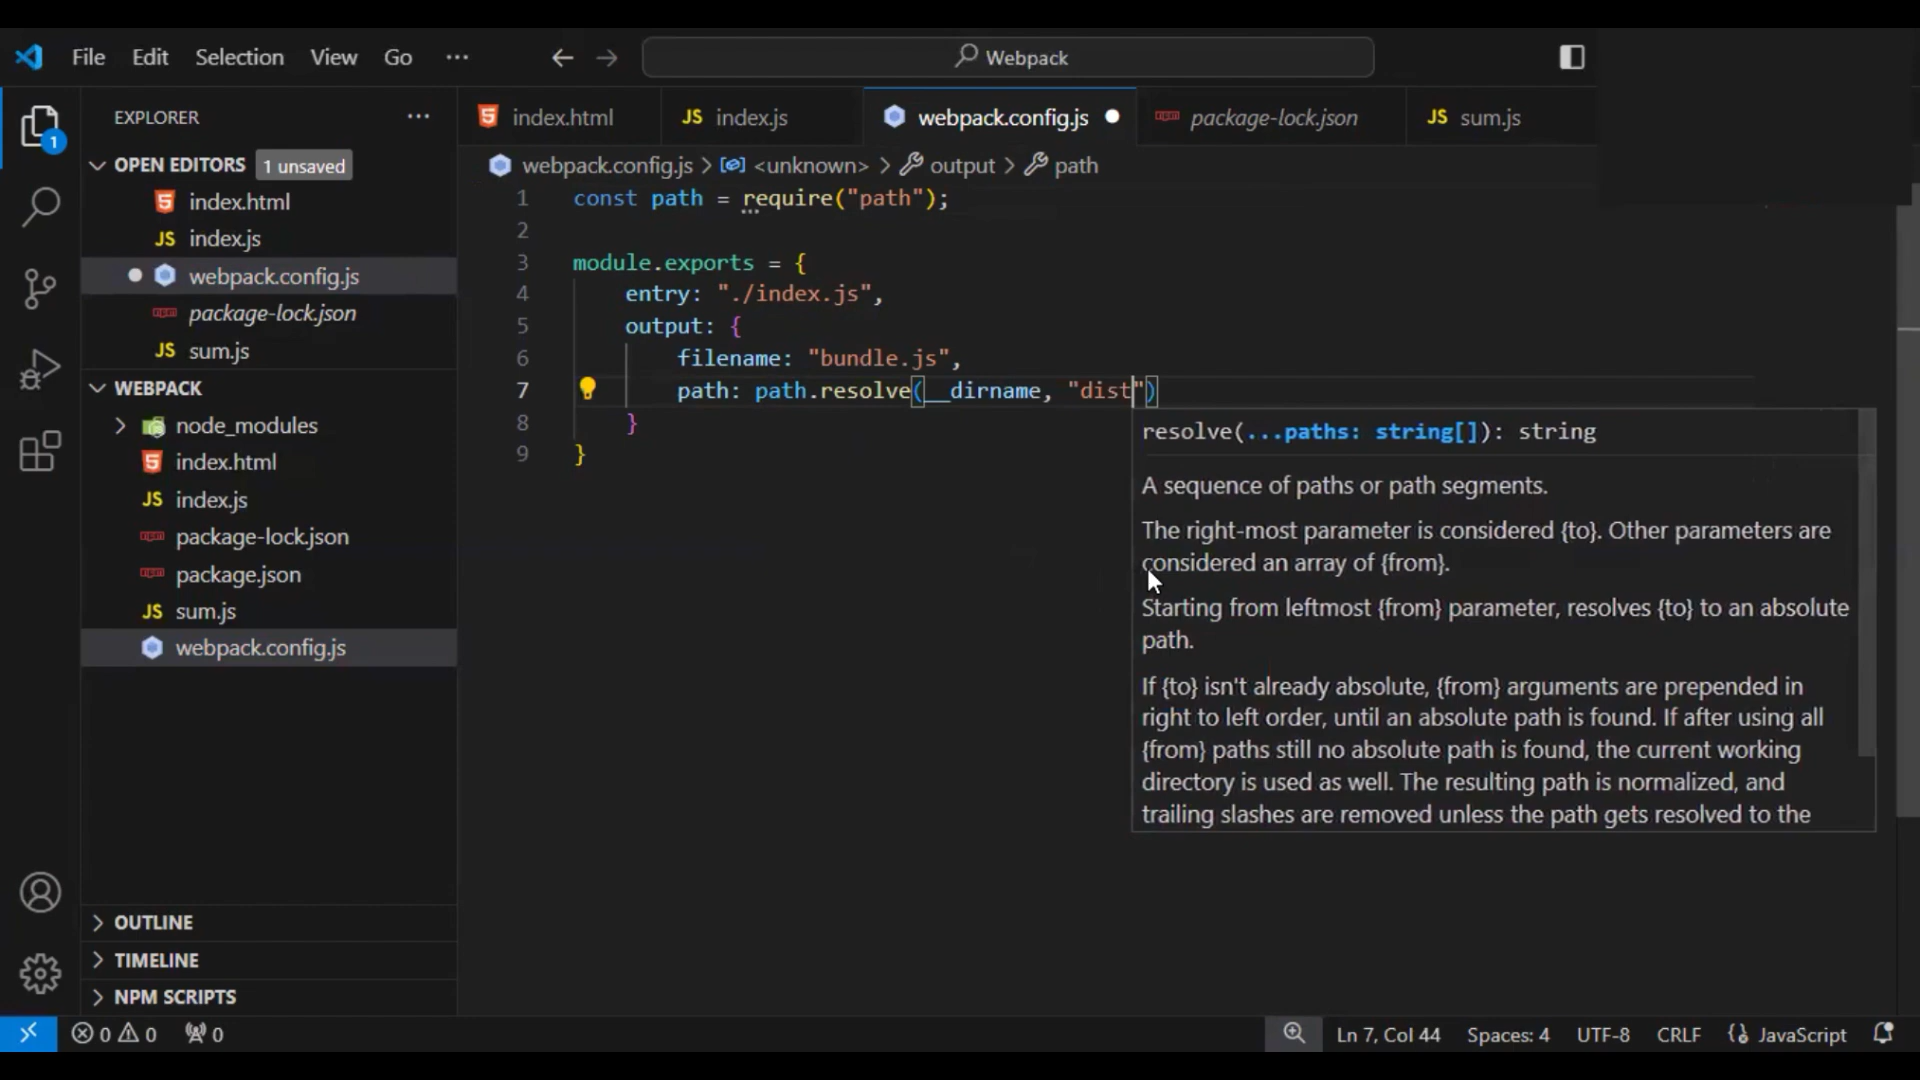 File Edit Selection View Go ··· Webpack
EXPLORER ···
OPEN EDITORS 1 unsaved
index.html
JS index.js
webpack.config.js
package-lock.json
JS sum.js
WEBPACK
node_modules
index.html
JS index.js
package-lock.json
package.json
JS sum.js
webpack.config.js
OUTLINE
TIMELINE
NPM SCRIPTS
1
index.html JS index.js webpack.config.js package-lock.json JS sum.js
webpack.config.js > <unknown> > output > path
1 const path = require("path");
2
3 module.exports = {
4 entry: "./index.js",
5 output: {
6 filename: "bundle.js",
7 path: path.resolve(__dirname, "dist")
8 }
9 }
resolve(...paths: string[]): string
A sequence of paths or path segments.
The right-most parameter is considered {to}. Other parameters are
considered an array of {from}.
Starting from leftmost {from} parameter, resolves {to} to an absolute
path.
If {to} isn't already absolute, {from} arguments are prepended in
right to left order, until an absolute path is found. If after using all
{from} paths still no absolute path is found, the current working
directory is used as well. The resulting path is normalized, and
trailing slashes are removed unless the path gets resolved to the
0 0 0 Ln 7, Col 44 Spaces: 4 UTF-8 CRLF JavaScript